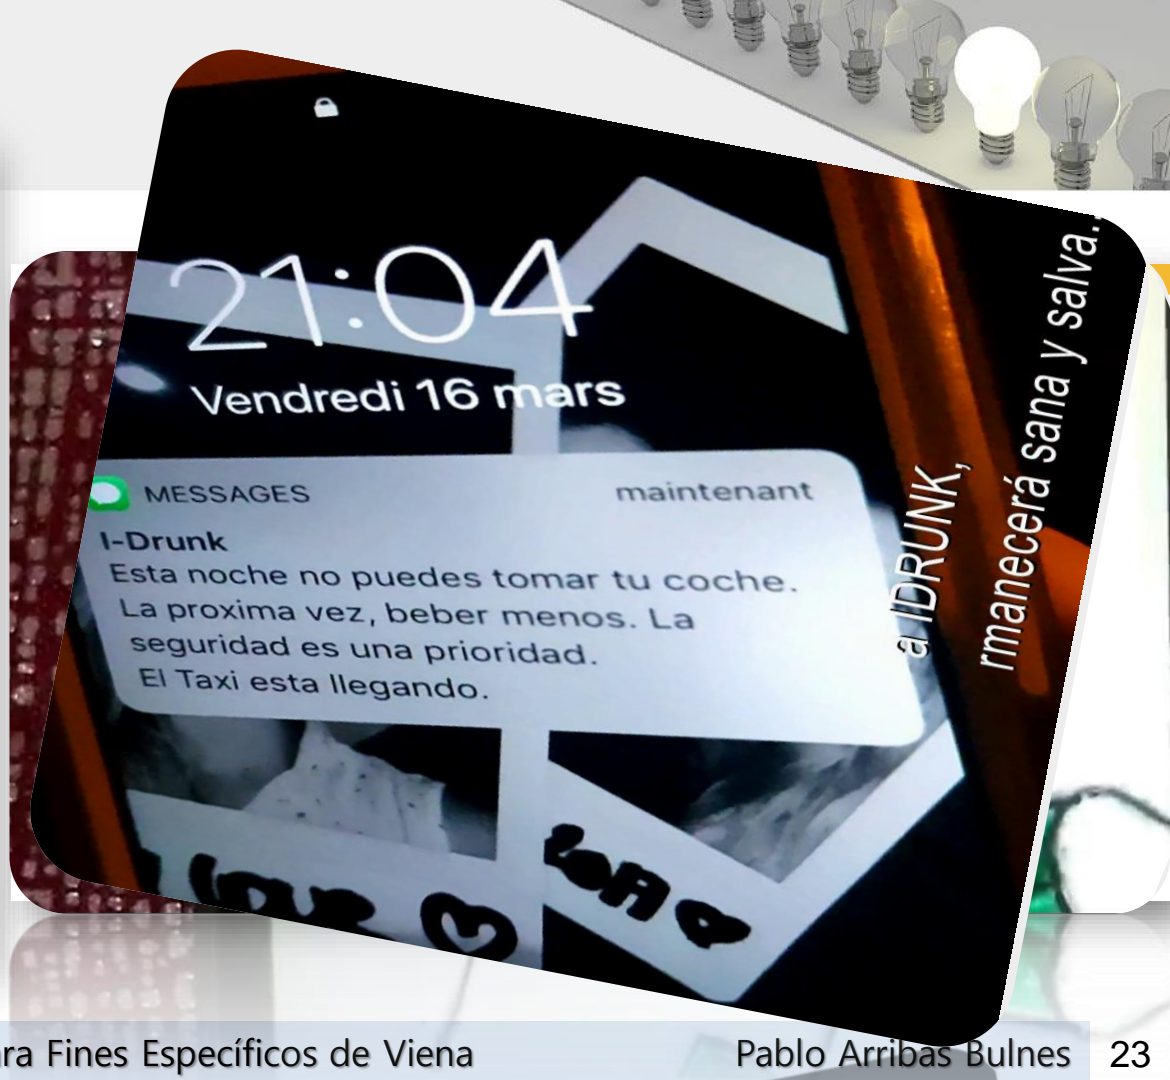 21:04
Vendredi 16 mars
MESSAGES maintenant
I-Drunk
Esta noche no puedes tomar tu coche.
La proxima vez, beber menos. La
seguridad es una prioridad.
El Taxi esta llegando.
a IDRUNK,
rmanecerá sana y salva..
Love
ra Fines Específicos de Viena
Pablo Arribas Bulnes
23